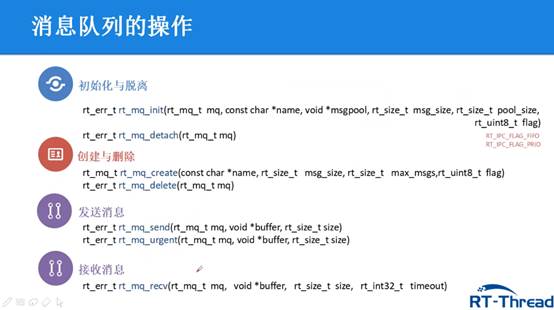 消息队列的操作
初始化与脱离
rt_err_t rt_mq_init(rt_mq_t mq, const char *name, void *msgpool, rt_size_t msg_size, rt_size_t pool_size,
rt_uint8_t flag)
RT_IPC_FLAG_FIFO
RT_IPC_FLAG_PRIO
rt_err_t rt_mq_detach(rt_mq_t mq)
创建与删除
rt_mq_t rt_mq_create(const char *name, rt_size_t msg_size, rt_size_t max_msgs,rt_uint8_t flag)
rt_err_t rt_mq_delete(rt_mq_t mq)
发送消息
rt_err_t rt_mq_send(rt_mq_t mq, void *buffer, rt_size_t size)
rt_err_t rt_mq_urgent(rt_mq_t mq, void *buffer, rt_size_t size)
接收消息
rt_err_t rt_mq_recv(rt_mq_t mq, void *buffer, rt_size_t size, rt_int32_t timeout)
RT-Thread